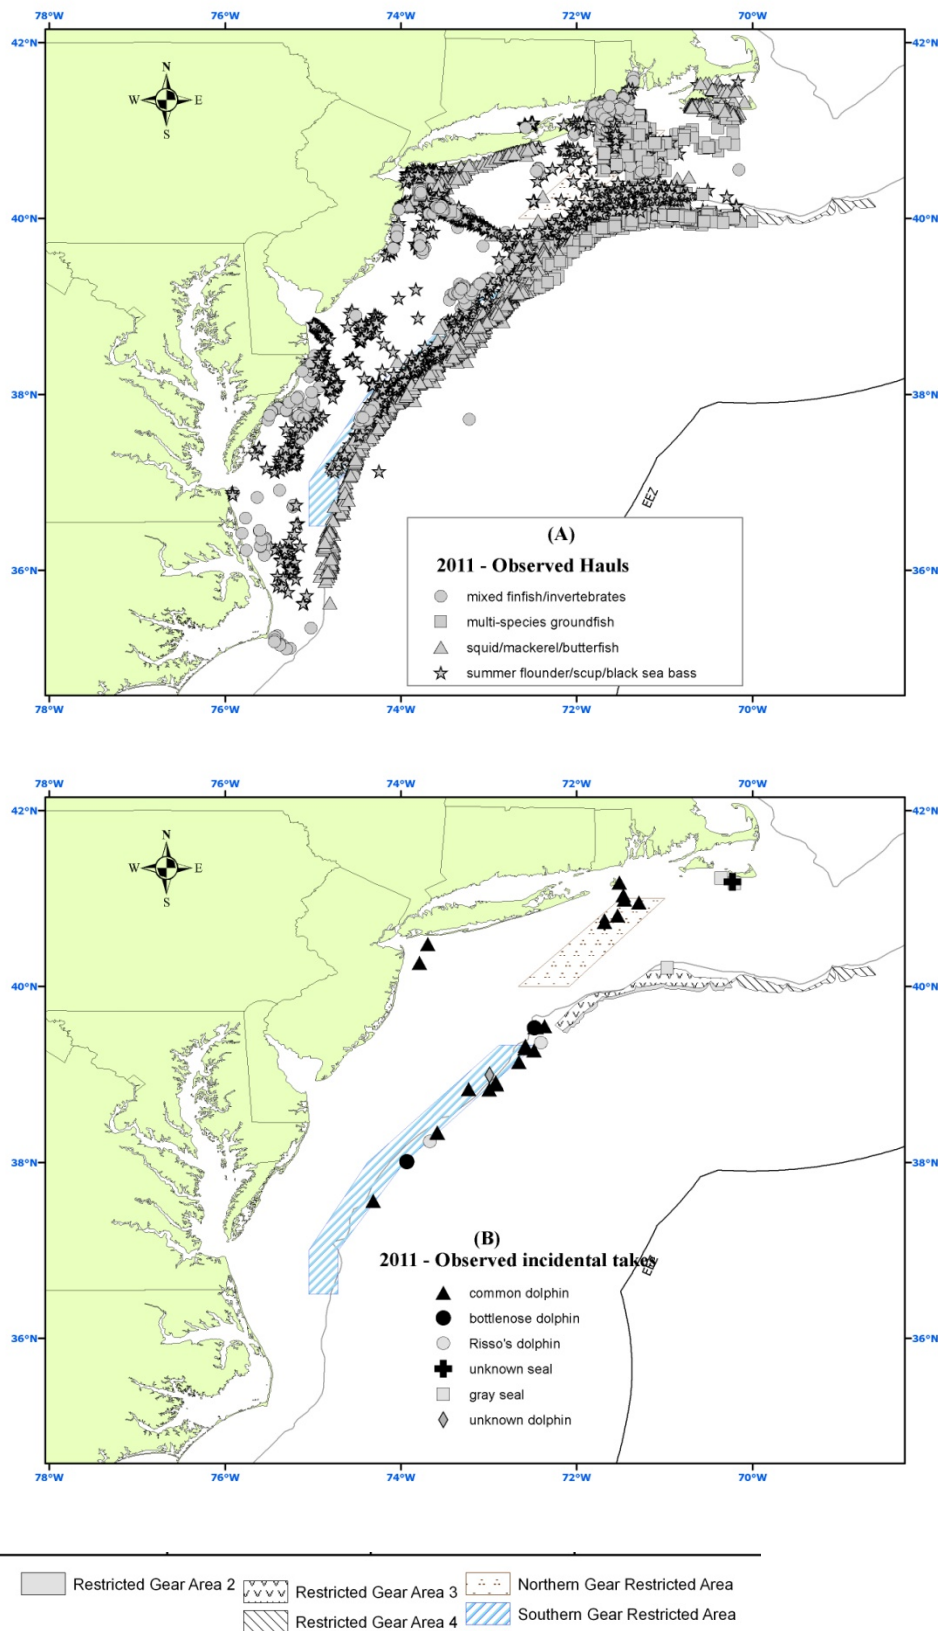 78°W 76°W 74°W 72°W 70°W
42°N 42°N
N
W E
S
40°N 40°N
38°N 38°N
EEZ
(A)
2011 - Observed Hauls
mixed finfish/invertebrates
36°N 36°N
multi-species groundfish
squid/mackerel/butterfish
summer flounder/scup/black sea bass
78°W 76°W 74°W 72°W 70°W
78°W 76°W 74°W 72°W 70°W
42°N 42°N
N
W E
S
40°N 40°N
38°N 38°N
(B)
2011 - Observed incidental takes
EEZ
common dolphin
bottlenose dolphin
36°N 36°N
Risso's dolphin
unknown seal
gray seal
unknown dolphin
78°W 76°W 74°W 72°W 70°W
Restricted Gear Area 2 Restricted Gear Area 3 Northern Gear Restricted Area
Restricted Gear Area 4 Southern Gear Restricted Area